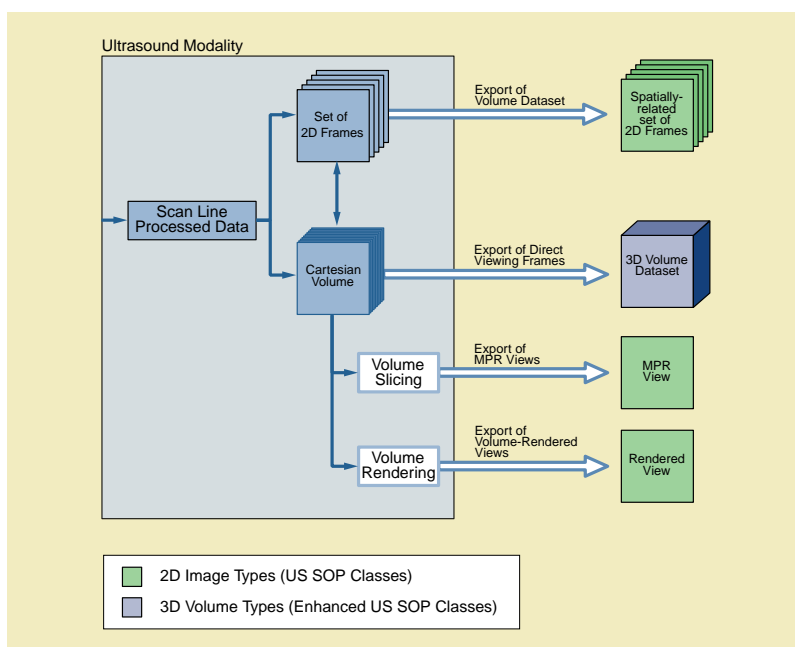 Ultrasound Modality
Set of
2D Frames
Export of
Volume Dataset
Spatially-
related
set of
2D Frames
Scan Line
Processed Data
Cartesian
Volume
Export of Direct
Viewing Frames
3D Volume
Dataset
Volume
Slicing
Export of
MPR Views
MPR
View
Volume
Rendering
Export of
Volume-Rendered
Views
Rendered
View
2D Image Types (US SOP Classes)
3D Volume Types (Enhanced US SOP Classes)